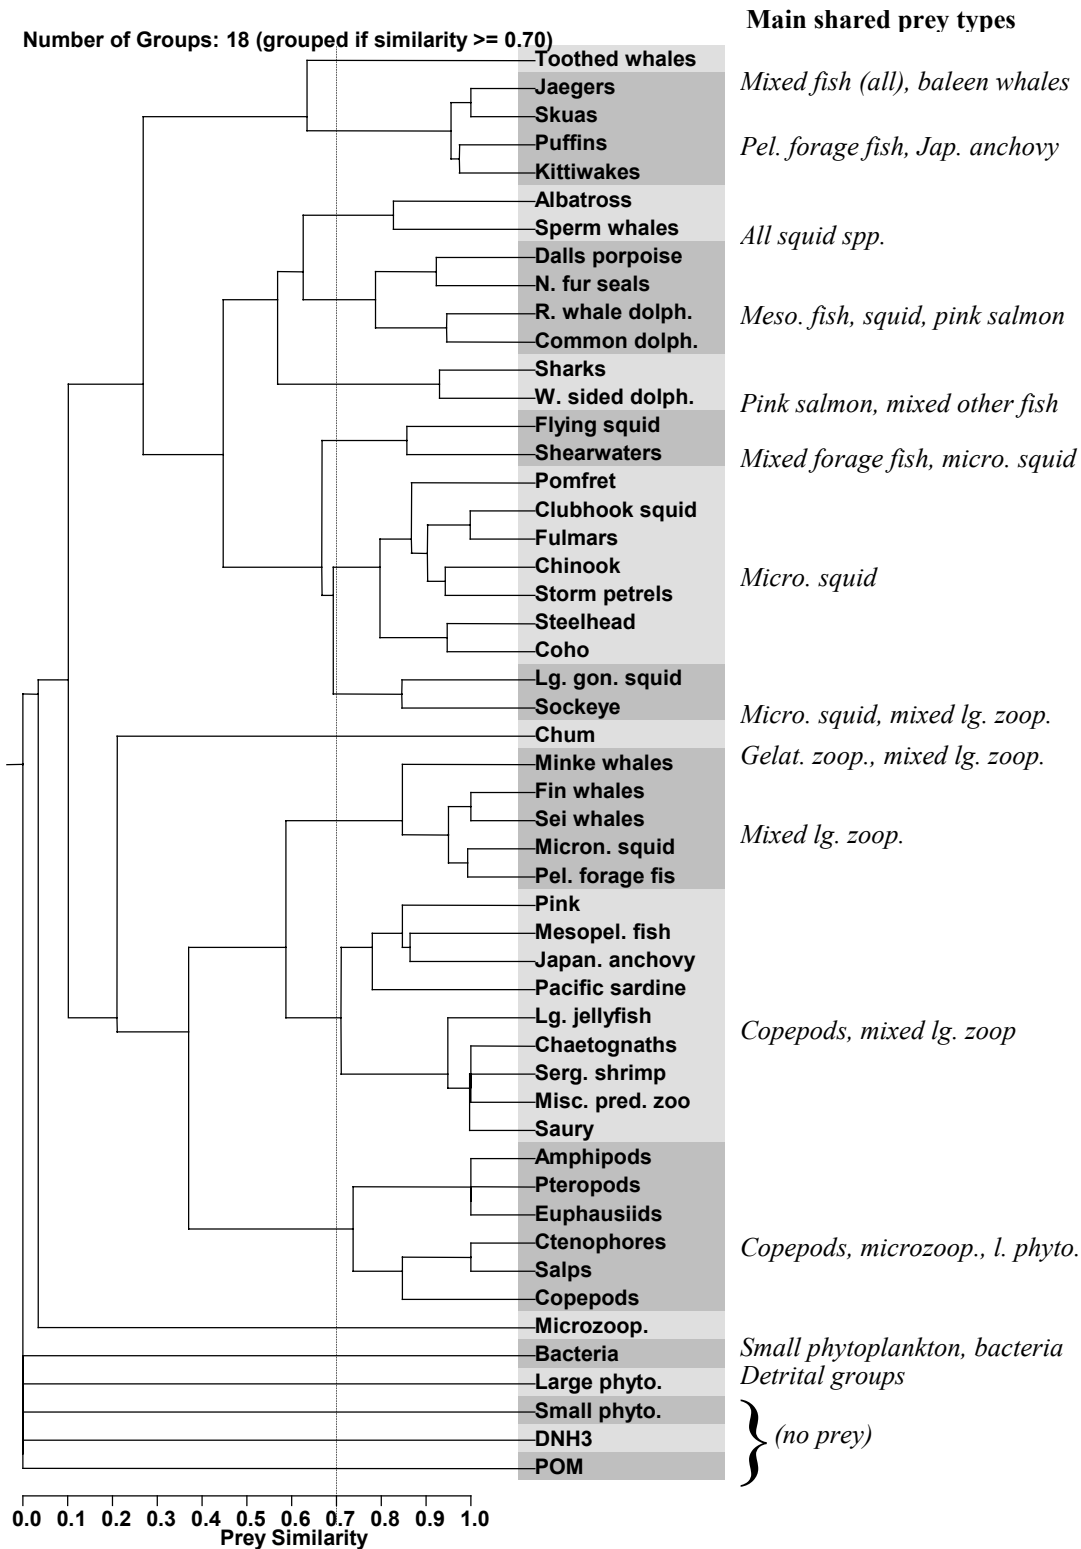 Main shared prey types
Number of Groups: 18 (grouped if similarity >= 0.70)
Toothed whales
Mixed fish (all), baleen whales
Jaegers
Skuas
Puffins
Pel. forage fish, Jap. anchovy
Kittiwakes
Albatross
Sperm whales
All squid spp.
Dalls porpoise
N. fur seals
R. whale dolph.
Meso. fish, squid, pink salmon
Common dolph.
Sharks
W. sided dolph.
Pink salmon, mixed other fish
Flying squid
Shearwaters
Mixed forage fish, micro. squid
Pomfret
Clubhook squid
Fulmars
Chinook
Micro. squid
Storm petrels
Steelhead
Coho
Lg. gon. squid
Sockeye
Micro. squid, mixed lg. zoop.
Chum
Gelat. zoop., mixed lg. zoop.
Minke whales
Fin whales
Sei whales
Mixed lg. zoop.
Micron. squid
Pel. forage fis
Pink
Mesopel. fish
Japan. anchovy
Pacific sardine
Lg. jellyfish
Copepods, mixed lg. zoop
Chaetognaths
Serg. shrimp
Misc. pred. zoo
Saury
Amphipods
Pteropods
Euphausiids
Ctenophores
Copepods, microzoop., l. phyto.
Salps
Copepods
Microzoop.
Small phytoplankton, bacteria
Bacteria
Detrital groups
Large phyto.
Small phyto.
(no prey)
DNH3
POM
0.0 0.1 0.2 0.3 0.4 0.5 0.6 0.7 0.8 0.9 1.0
Prey Similarity